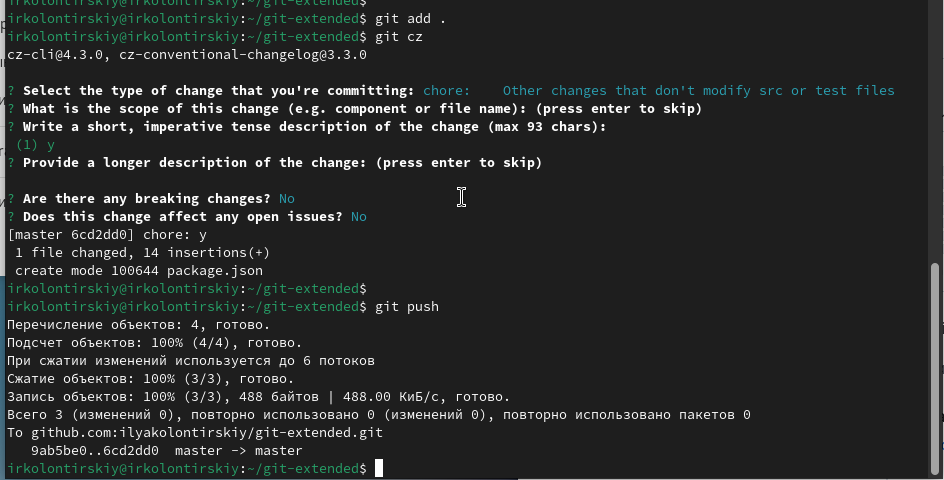 irkolontirskiy@irkolontirskiy:~/git-extended$
irkolontirskiy@irkolontirskiy:~/git-extended$ git add .
irkolontirskiy@irkolontirskiy:~/git-extended$ git cz
cz-cli@4.3.0, cz-conventional-changelog@3.3.0
? Select the type of change that you're committing: chore:    Other changes that don't modify src or test files
? What is the scope of this change (e.g. component or file name): (press enter to skip)
? Write a short, imperative tense description of the change (max 93 chars):
 (1) y
? Provide a longer description of the change: (press enter to skip)
? Are there any breaking changes? No
? Does this change affect any open issues? No
[master 6cd2dd0] chore: y
 1 file changed, 14 insertions(+)
 create mode 100644 package.json
irkolontirskiy@irkolontirskiy:~/git-extended$
irkolontirskiy@irkolontirskiy:~/git-extended$ git push
Перечисление объектов: 4, готово.
Подсчет объектов: 100% (4/4), готово.
При сжатии изменений используется до 6 потоков
Сжатие объектов: 100% (3/3), готово.
Запись объектов: 100% (3/3), 488 байтов | 488.00 КиБ/с, готово.
Всего 3 (изменений 0), повторно использовано 0 (изменений 0), повторно использовано пакетов 0
To github.com:ilyakolontirskiy/git-extended.git
   9ab5be0..6cd2dd0  master -> master
irkolontirskiy@irkolontirskiy:~/git-extended$